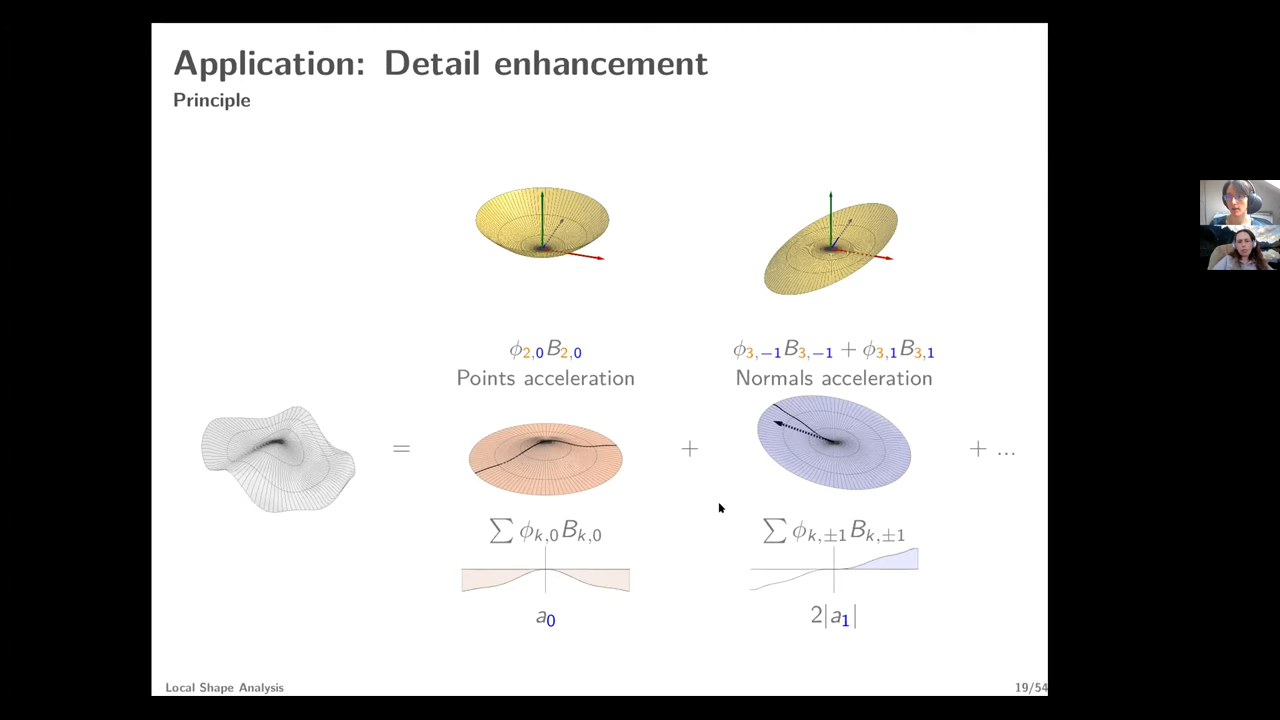 Application: Detail enhancement
Principle
ϕ2,0B2,0
ϕ3,−1B3,−1 + ϕ3,1B3,1
Points acceleration
Normals acceleration
= + + ...
∑ ϕk,0Bk,0
∑ ϕk,±1Bk,±1
a0
2|a1|
Local Shape Analysis
19/54